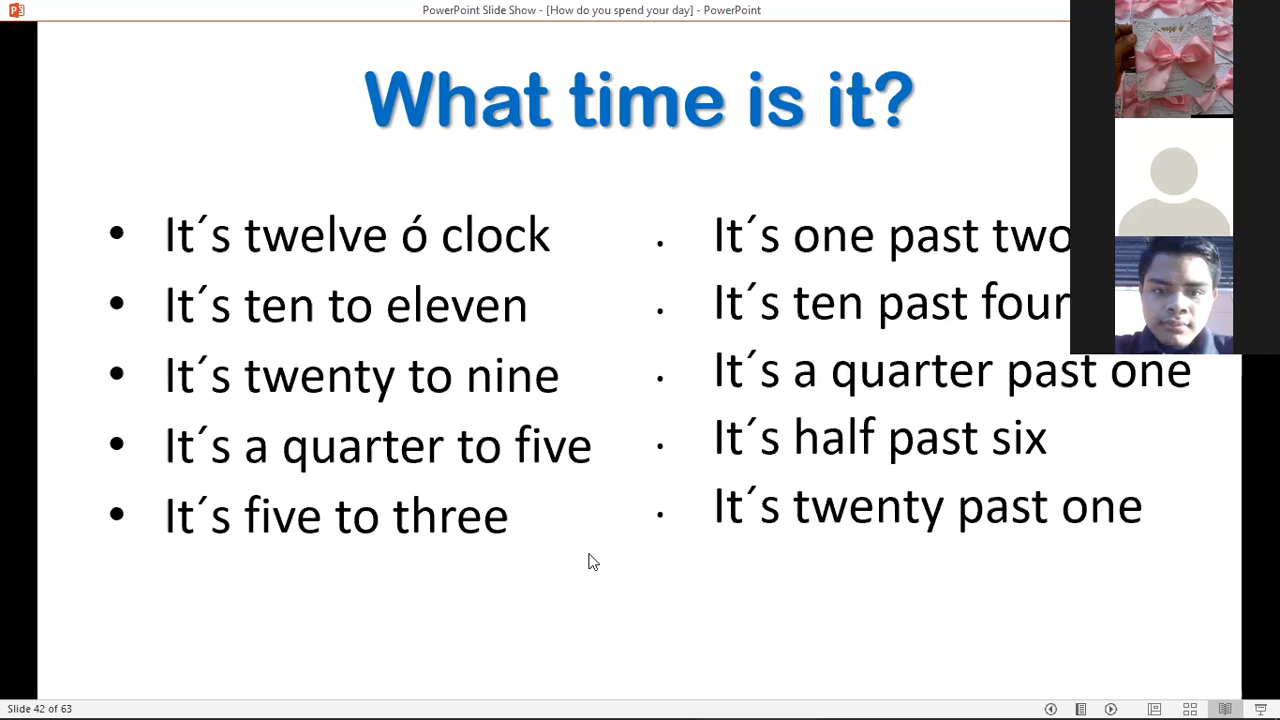 PowerPoint Slide Show - [How do you spend your day] - PowerPoint
What time is it?
• It´s twelve ó clock
• It´s ten to eleven
• It´s twenty to nine
• It´s a quarter to five
• It´s five to three
• It´s one past two
• It´s ten past four
• It´s a quarter past one
• It´s half past six
• It´s twenty past one
Slide 42 of 63